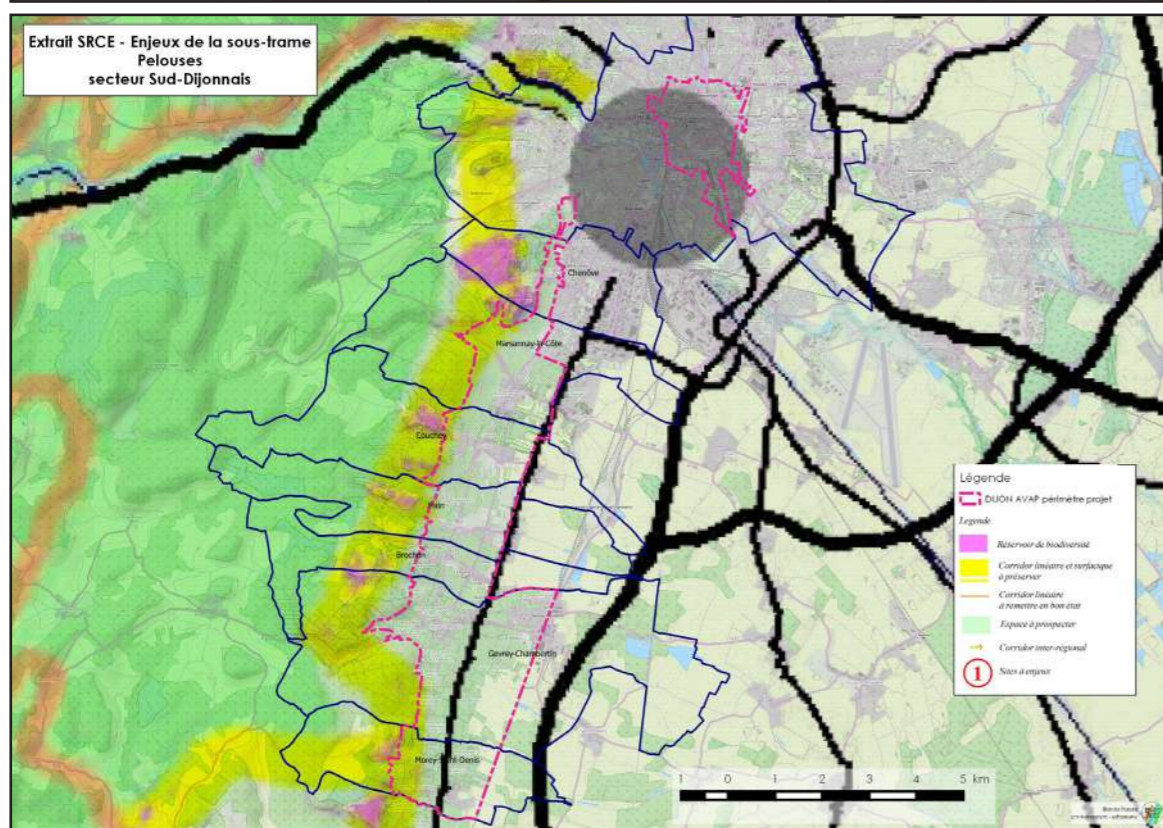 Extrait SRCE - Enjeux de la sous-trame
Pelouses
secteur Sud-Dijonnais
Chenôve
Marsannay-la-Côte
Couchey
Fixin
Brochon
Gevrey-Chambertin
Morey-Saint-Denis
Légende
DIJON AVAP périmètre projet
Legende
Réservoir de biodiversité
Corridor linéaire et surfacique
à préserver
Corridor linéaire
à remettre en bon état
Espace à prospecter
Corridor inter-régional
1 Sites à enjeux
1 0 1 2 3 4 5 km